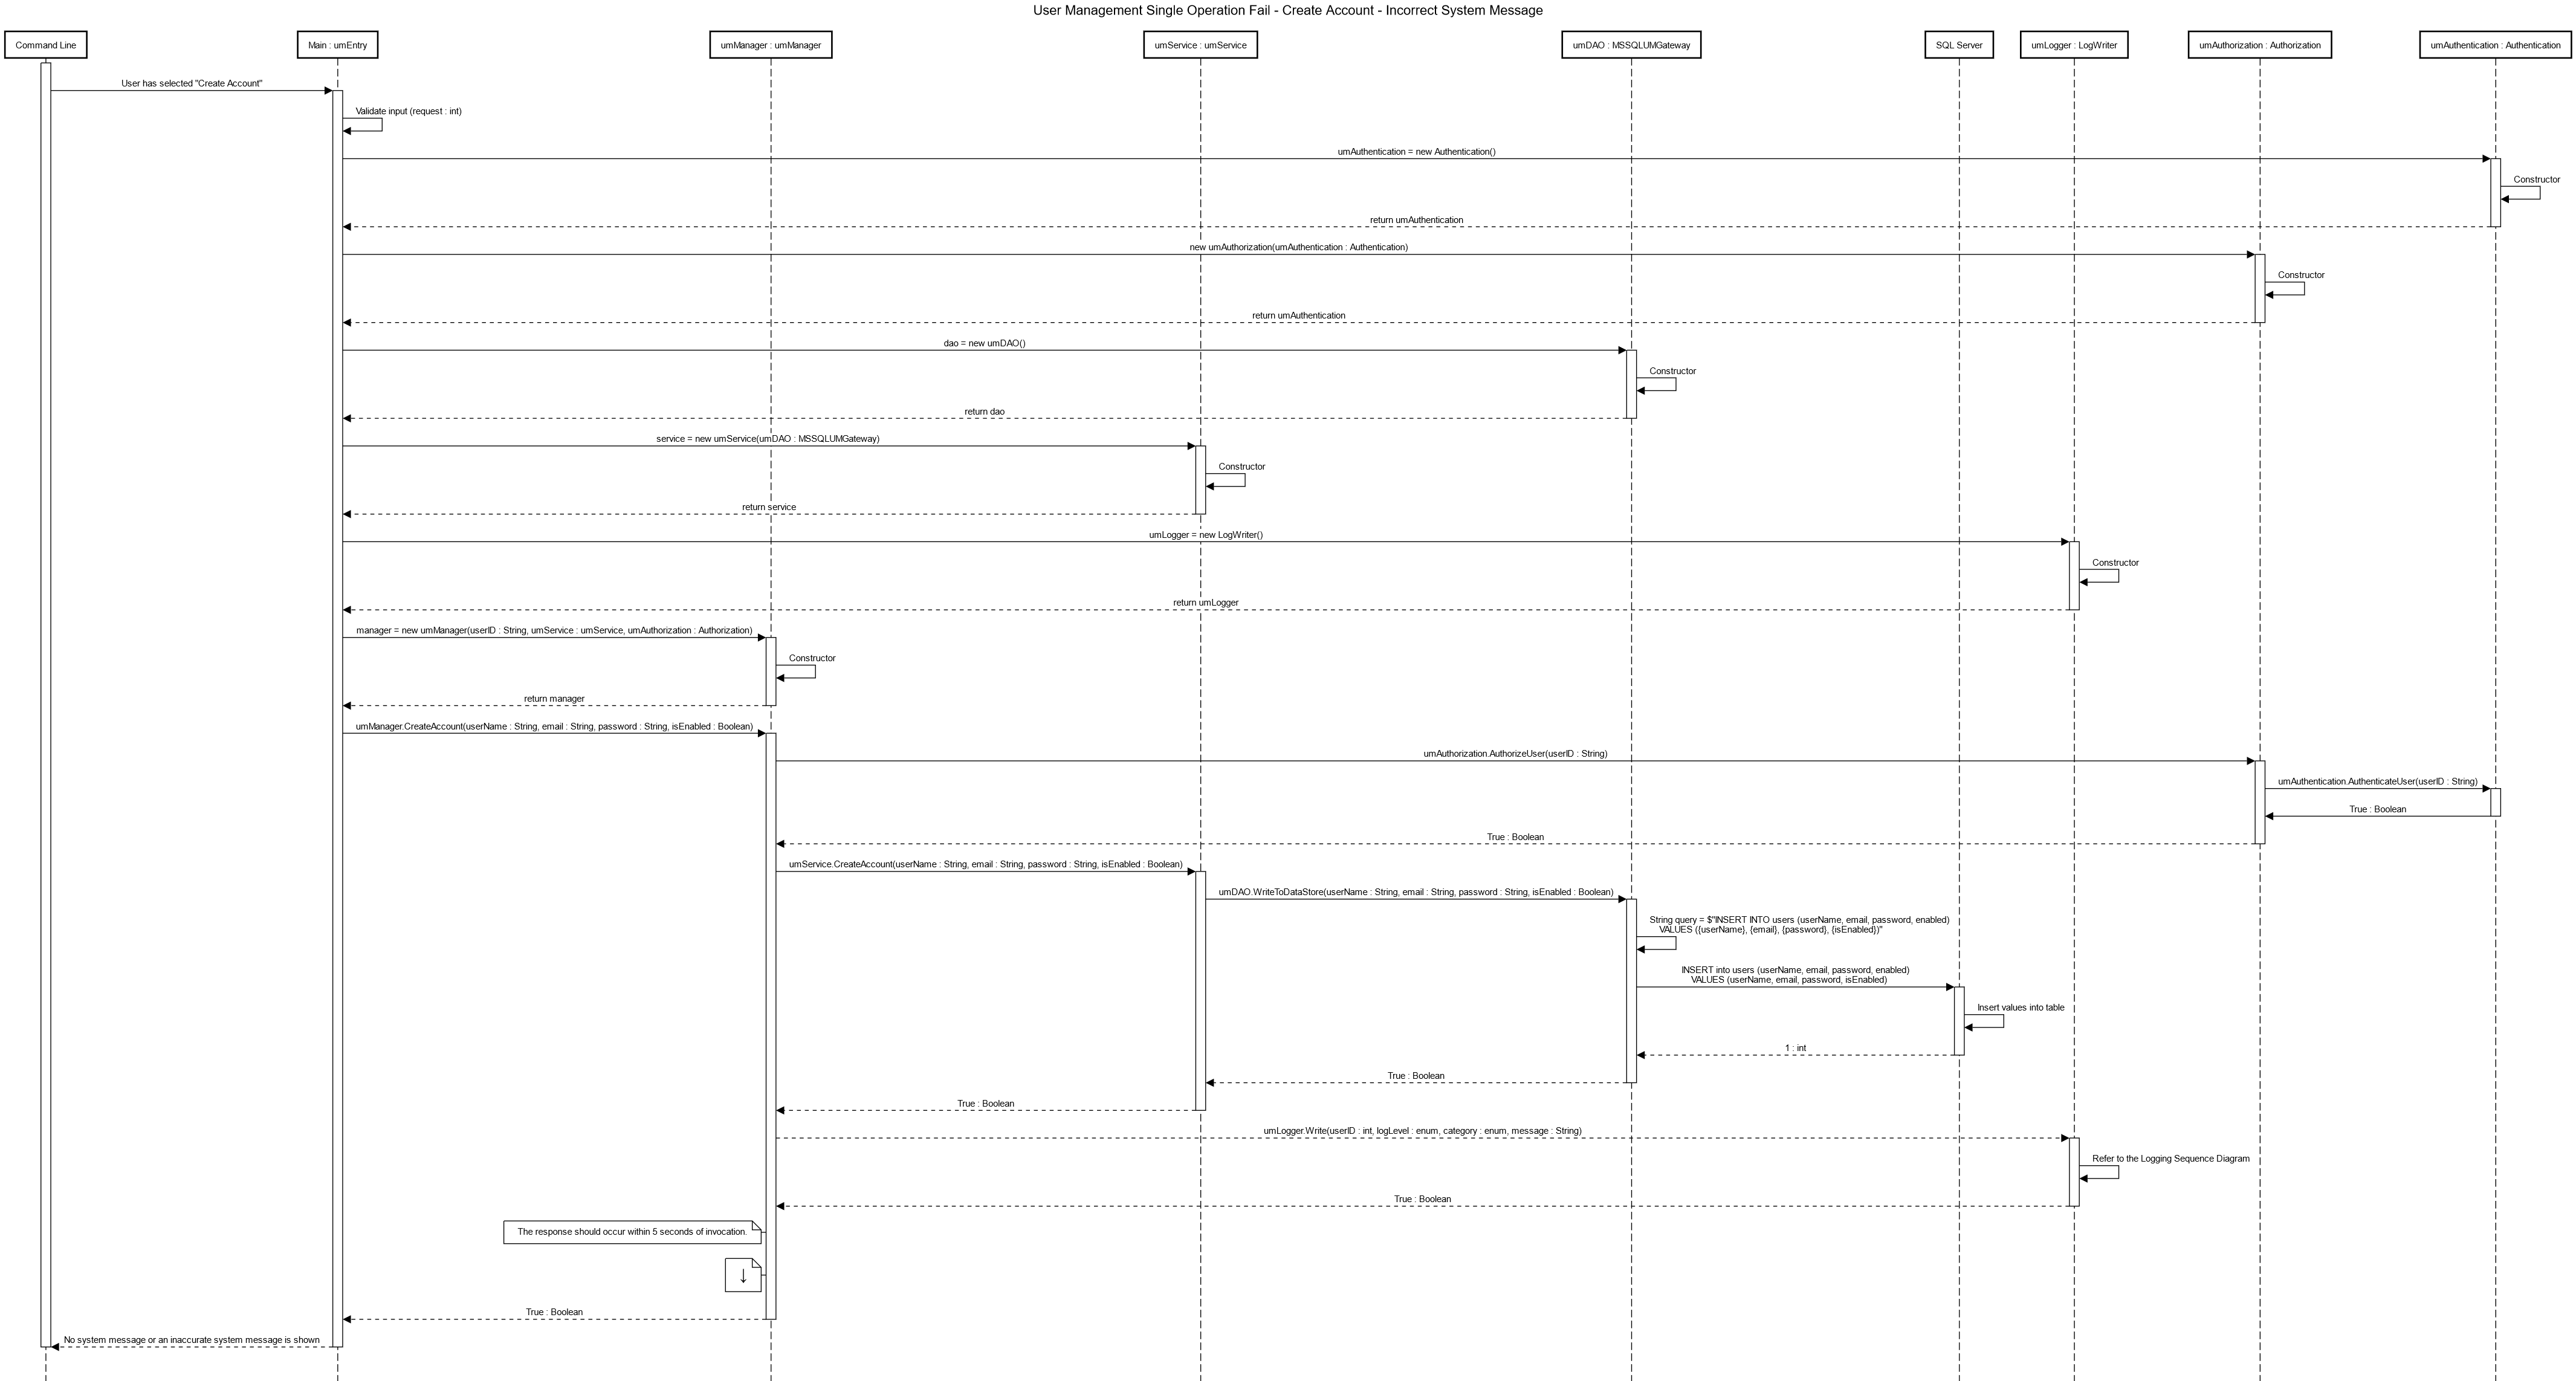 User Management Single Operation Fail - Create Account - Incorrect System Message
Command Line
Main : umEntry
umManager : umManager
umService : umService
umDAO : MSSQLUMGateway
SQL Server
umLogger : LogWriter
umAuthorization : Authorization
umAuthentication : Authentication
User has selected "Create Account"
Validate input (request : int)
umAuthentication = new Authentication()
Constructor
return umAuthentication
new umAuthorization(umAuthentication : Authentication)
Constructor
return umAuthentication
dao = new umDAO()
Constructor
return dao
service = new umService(umDAO : MSSQLUMGateway)
Constructor
return service
umLogger = new LogWriter()
Constructor
return umLogger
manager = new umManager(userID : String, umService : umService, umAuthorization : Authorization)
Constructor
return manager
umManager.CreateAccount(userName : String, email : String, password : String, isEnabled : Boolean)
umAuthorization.AuthorizeUser(userID : String)
umAuthentication.AuthenticateUser(userID : String)
True : Boolean
True : Boolean
umService.CreateAccount(userName : String, email : String, password : String, isEnabled : Boolean)
umDAO.WriteToDataStore(userName : String, email : String, password : String, isEnabled : Boolean)
String query = $"INSERT INTO users (userName, email, password, enabled)
VALUES ({userName}, {email}, {password}, {isEnabled})"
INSERT into users (userName, email, password, enabled)
VALUES (userName, email, password, isEnabled)
Insert values into table
1 : int
True : Boolean
True : Boolean
umLogger.Write(userID : int, logLevel : enum, category : enum, message : String)
Refer to the Logging Sequence Diagram
True : Boolean
The response should occur within 5 seconds of invocation.
↓
True : Boolean
No system message or an inaccurate system message is shown